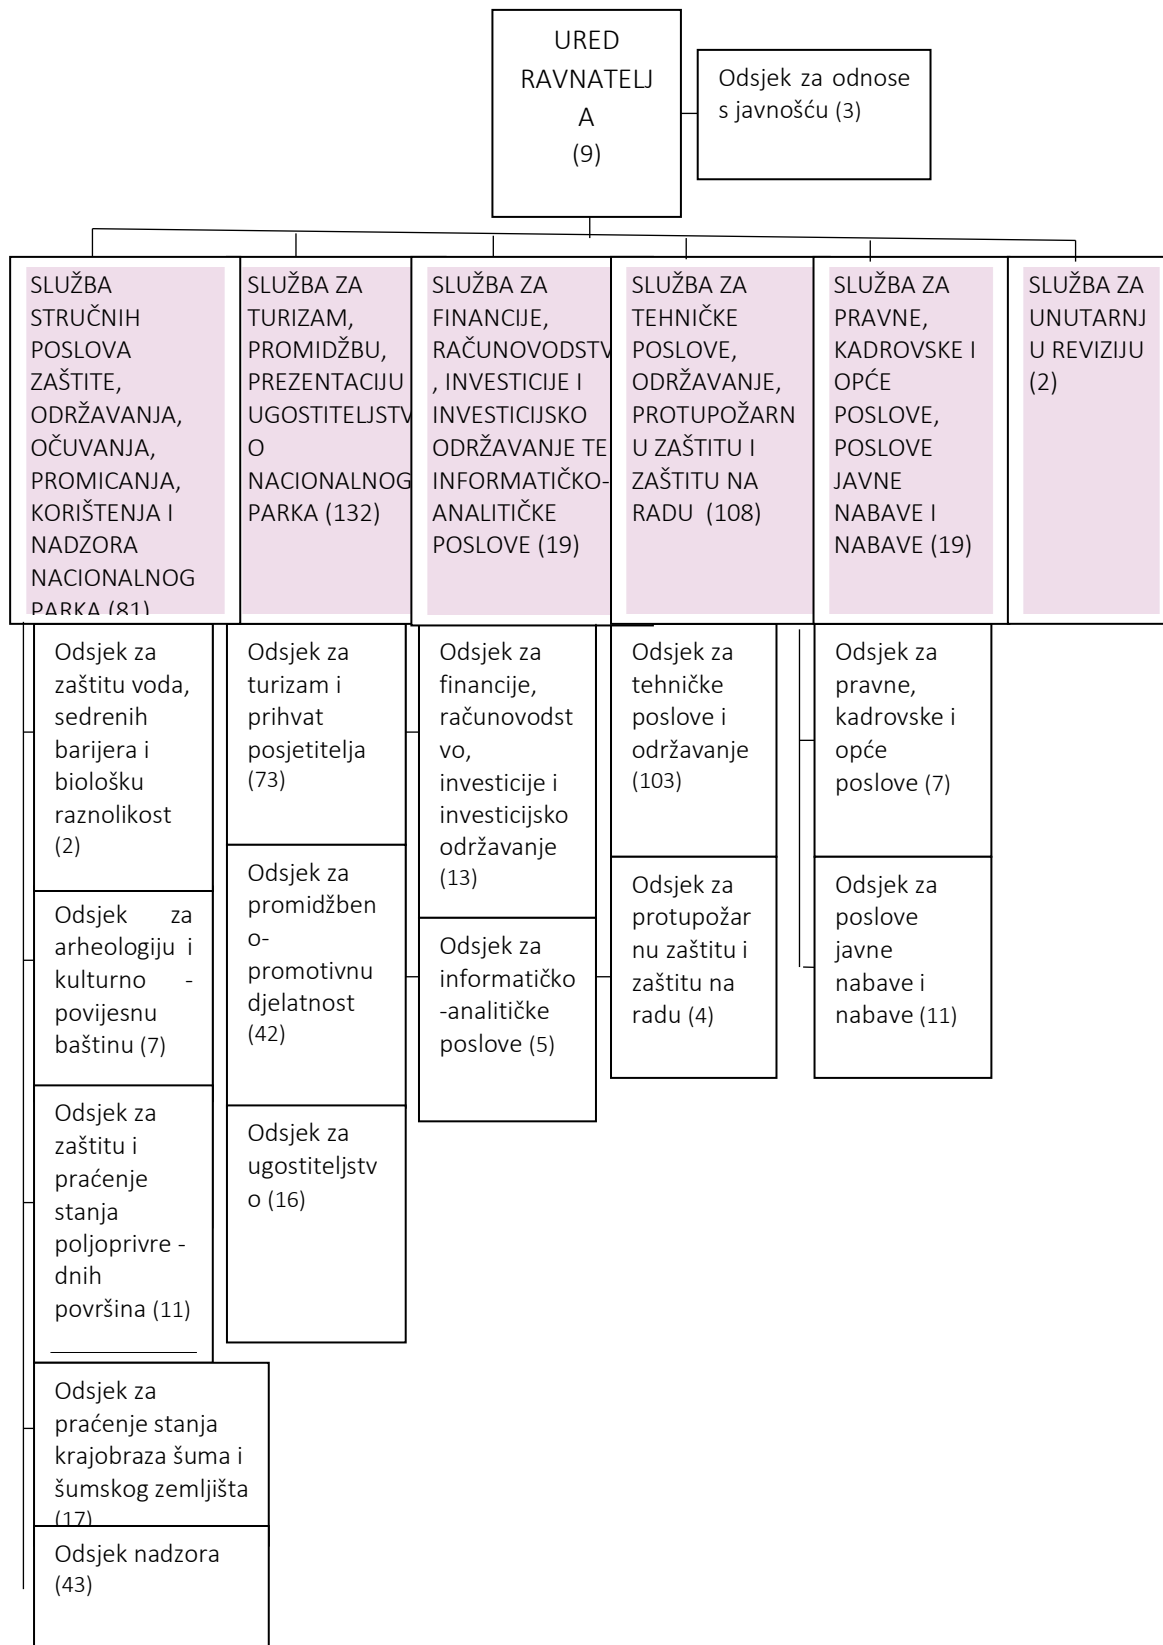 URED
RAVNATELJ
A
(9)
Odsjek za odnose
s javnošću (3)
SLUŽBA
STRUČNIH
POSLOVA
ZAŠTITE,
ODRŽAVANJA,
OČUVANJA,
PROMICANJA,
KORIŠTENJA I
NADZORA
NACIONALNOG
PARKA (81)
SLUŽBA ZA
TURIZAM,
PROMIDŽBU,
PREZENTACIJU
UGOSTITELJSTV
O
NACIONALNOG
PARKA (132)
SLUŽBA ZA
FINANCIJE,
RAČUNOVODSTV
, INVESTICIJE I
INVESTICIJSKO
ODRŽAVANJE TE
INFORMATIČKO-
ANALITIČKE
POSLOVE (19)
SLUŽBA ZA
TEHNIČKE
POSLOVE,
ODRŽAVANJE,
PROTUPOŽARN
U ZAŠTITU I
ZAŠTITU NA
RADU (108)
SLUŽBA ZA
PRAVNE,
KADROVSKE I
OPĆE
POSLOVE,
POSLOVE
JAVNE
NABAVE I
NABAVE (19)
SLUŽBA ZA
UNUTARNJ
U REVIZIJU
(2)
Odsjek za
zaštitu voda,
sedrenih
barijera i
biološku
raznolikost
(2)
Odsjek za
arheologiju i
kulturno -
povijesnu
baštinu (7)
Odsjek za
zaštitu i
praćenje
stanja
poljoprivre -
dnih
površina (11)
Odsjek za
praćenje stanja
krajobraza šuma i
šumskog zemljišta
(17)
Odsjek nadzora
(43)
Odsjek za
turizam i
prihvat
posjetitelja
(73)
Odsjek za
promidžben
o-
promotivnu
djelatnost
(42)
Odsjek za
ugostiteljstv
o (16)
Odsjek za
financije,
računovodst
vo,
investicije i
investicijsko
održavanje
(13)
Odsjek za
informatičko
-analitičke
poslove (5)
Odsjek za
tehničke
poslove i
održavanje
(103)
Odsjek za
protupožar
nu zaštitu i
zaštitu na
radu (4)
Odsjek za
pravne,
kadrovske i
opće
poslove (7)
Odsjek za
poslove
javne
nabave i
nabave (11)